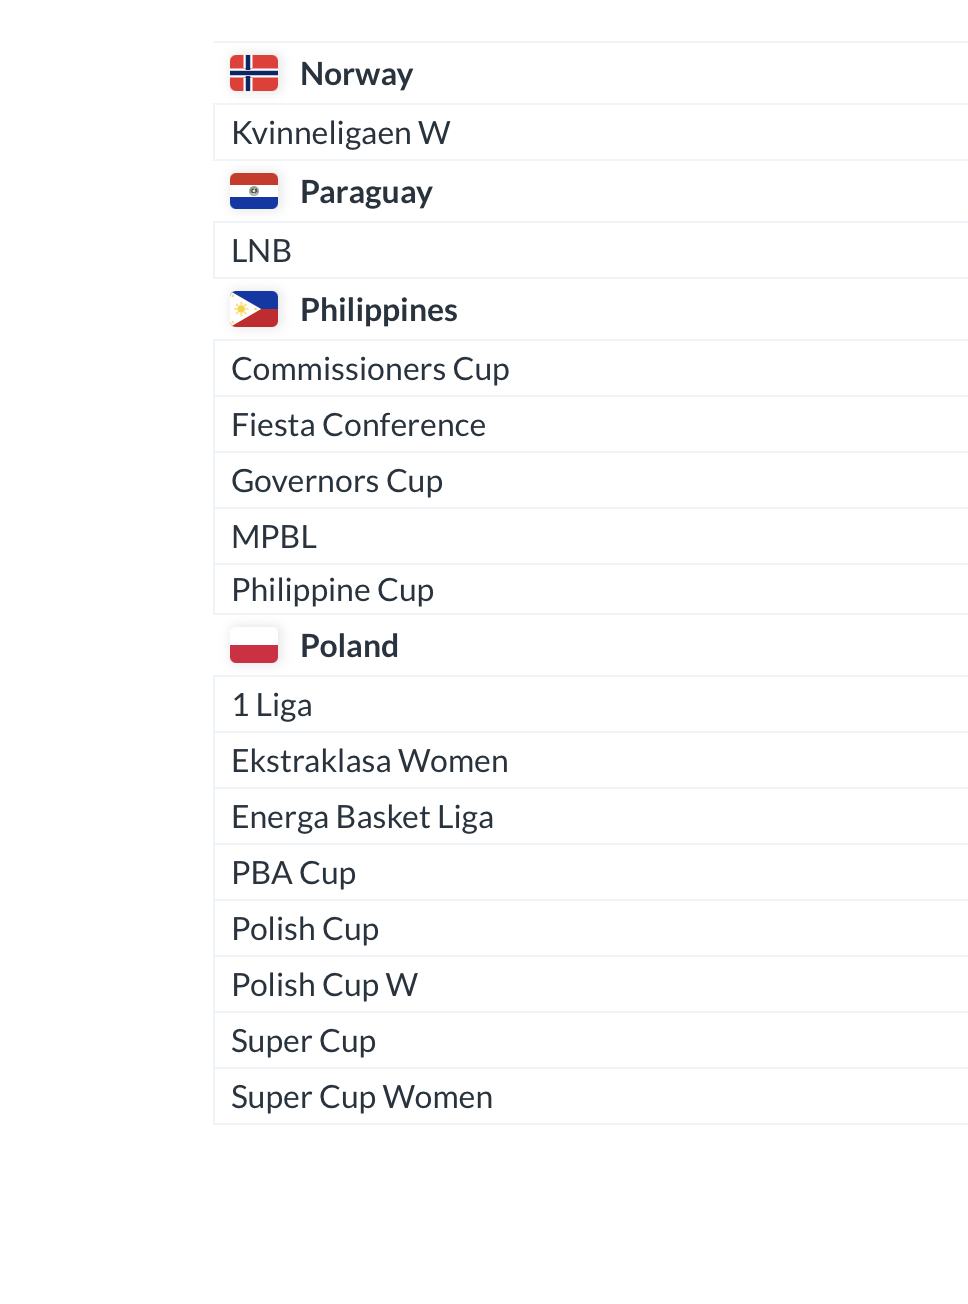 Norway
Kvinneligaen W
Paraguay
LNB
Philippines
Commissioners Cup
Fiesta Conference
Governors Cup
MPBL
Philippine Cup
Poland
1 Liga
Ekstraklasa Women
Energa Basket Liga
PBA Cup
Polish Cup
Polish Cup W
Super Cup
Super Cup Women